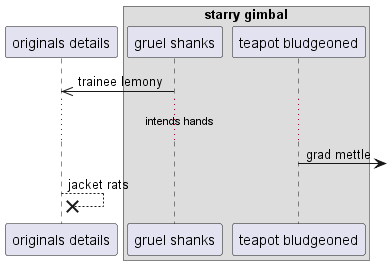 starry gimbal
originals details
gruel shanks
teapot bludgeoned
trainee lemony
intends hands
grad mettle
jacket rats
originals details
gruel shanks
teapot bludgeoned